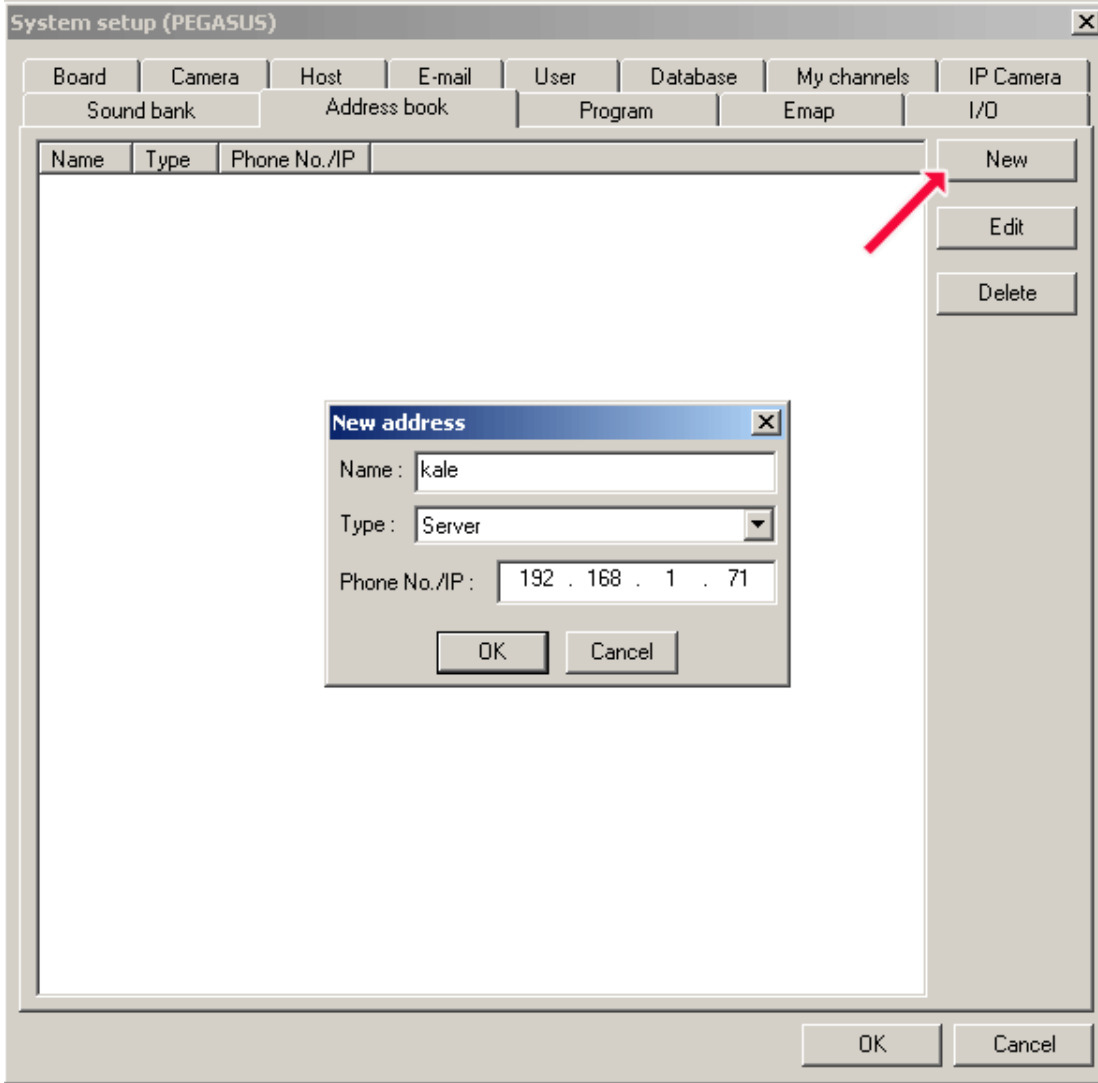 System setup (PEGASUS)
Board Camera Host E-mail User Database My channels IP Camera
Sound bank Address book Program Emap I/O
Name Type Phone No./IP
New
Edit
Delete
New address
Name : kale
Type : Server
Phone No./IP : 192 . 168 . 1 . 71
OK Cancel
OK Cancel